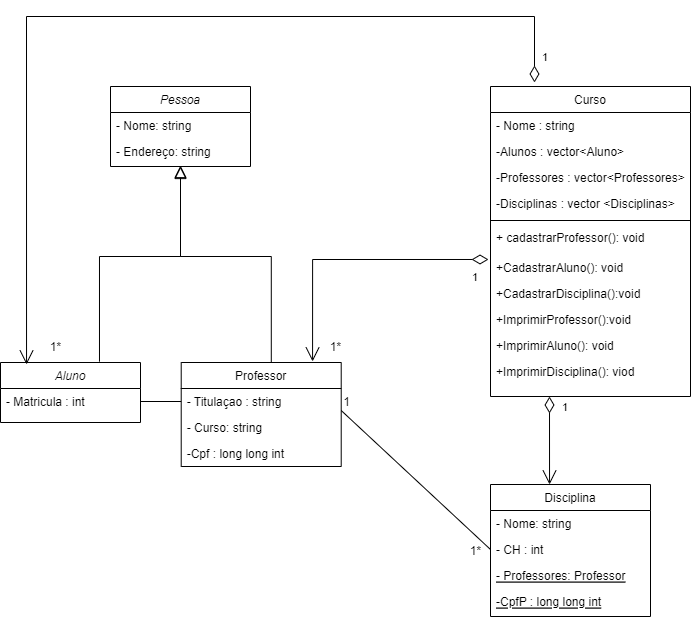 1
Pessoa
- Nome: string
- Endereço: string
Curso
- Nome : string
-Alunos : vector<Aluno>
-Professores : vector<Professores>
-Disciplinas : vector <Disciplinas>
+ cadastrarProfessor(): void
+CadastrarAluno(): void
+CadastrarDisciplina():void
+ImprimirProfessor():void
+ImprimirAluno(): void
+ImprimirDisciplina(): viod
1
1*
1*
Aluno
- Matricula : int
Professor
- Titulaçao : string
- Curso: string
-Cpf : long long int
1
1
1*
Disciplina
- Nome: string
- CH : int
- Professores: Professor
-CpfP : long long int